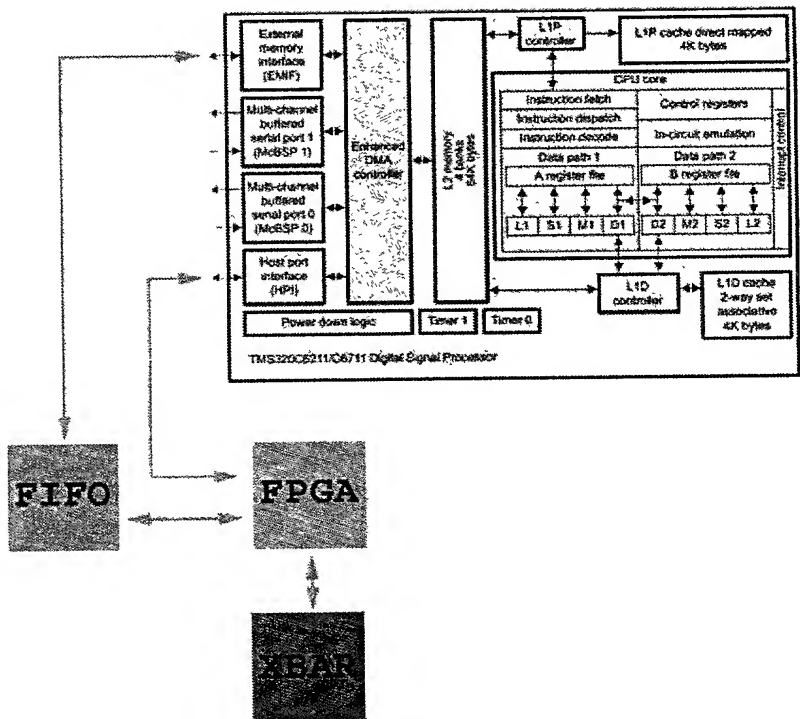 External
memory
interface
(EMIF)
Multi-channel
buffered
serial port 1
(McBSP 1)
Multi-channel
buffered
serial port 0
(McBSP 0)
Host port
interface
(HPI)
Enhanced
DMA
controller
L2 memory
4 banks
64K bytes
L1P
controller
L1P cache direct mapped
4K bytes
CPU core
Instruction fetch
Instruction dispatch
Instruction decode
Control registers
In-circuit emulation
Interrupt control
Data path 1
Data path 2
A register file
B register file
L1 S1 M1 D1 D2 M2 S2 L2
L1D
controller
L1D cache
2-way set
associative
4K bytes
Power down logic
Timer 1
Timer 0
TMS320C6211/C6711 Digital Signal Processor
FIFO
FPGA
XBAR